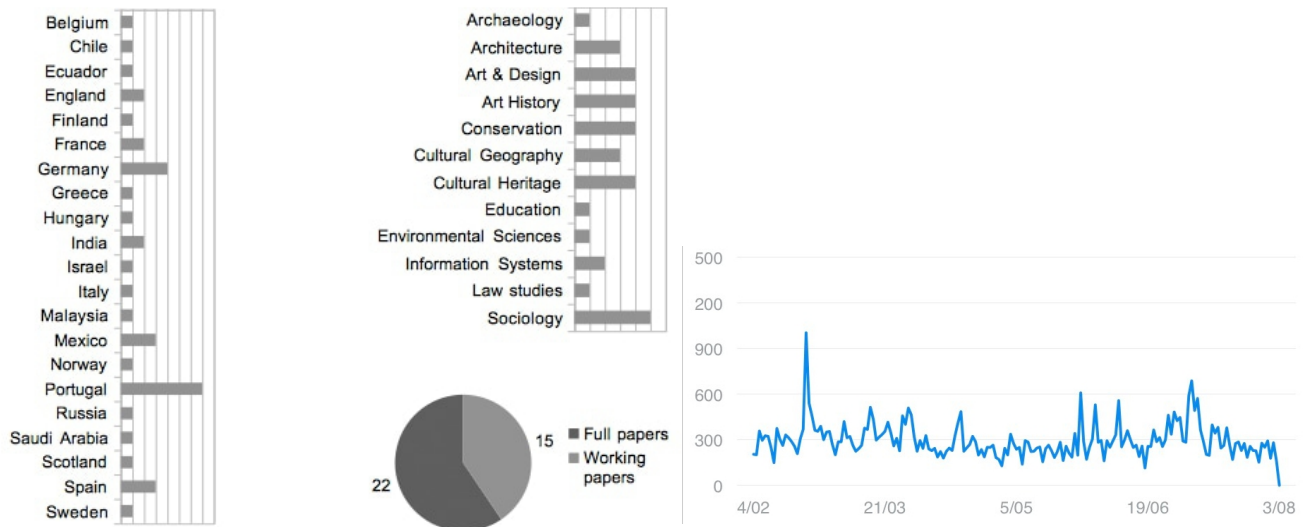 Belgium
Chile
Ecuador
England
Finland
France
Germany
Greece
Hungary
India
Israel
Italy
Malaysia
Mexico
Norway
Portugal
Russia
Saudi Arabia
Scotland
Spain
Sweden
Archaeology
Architecture
Art & Design
Art History
Conservation
Cultural Geography
Cultural Heritage
Education
Environmental Sciences
Information Systems
Law studies
Sociology
15
22
Full papers
Working
papers
500
200
900
600
300
0
4/02 21/03 5/05 19/06 3/08